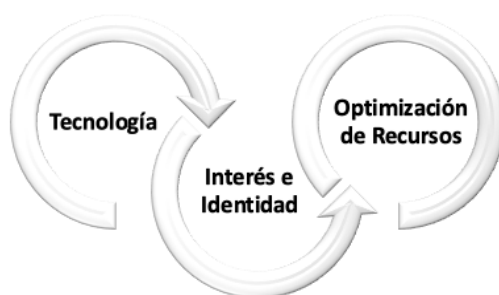 Tecnología
Interés e
Identidad
Optimización
de Recursos